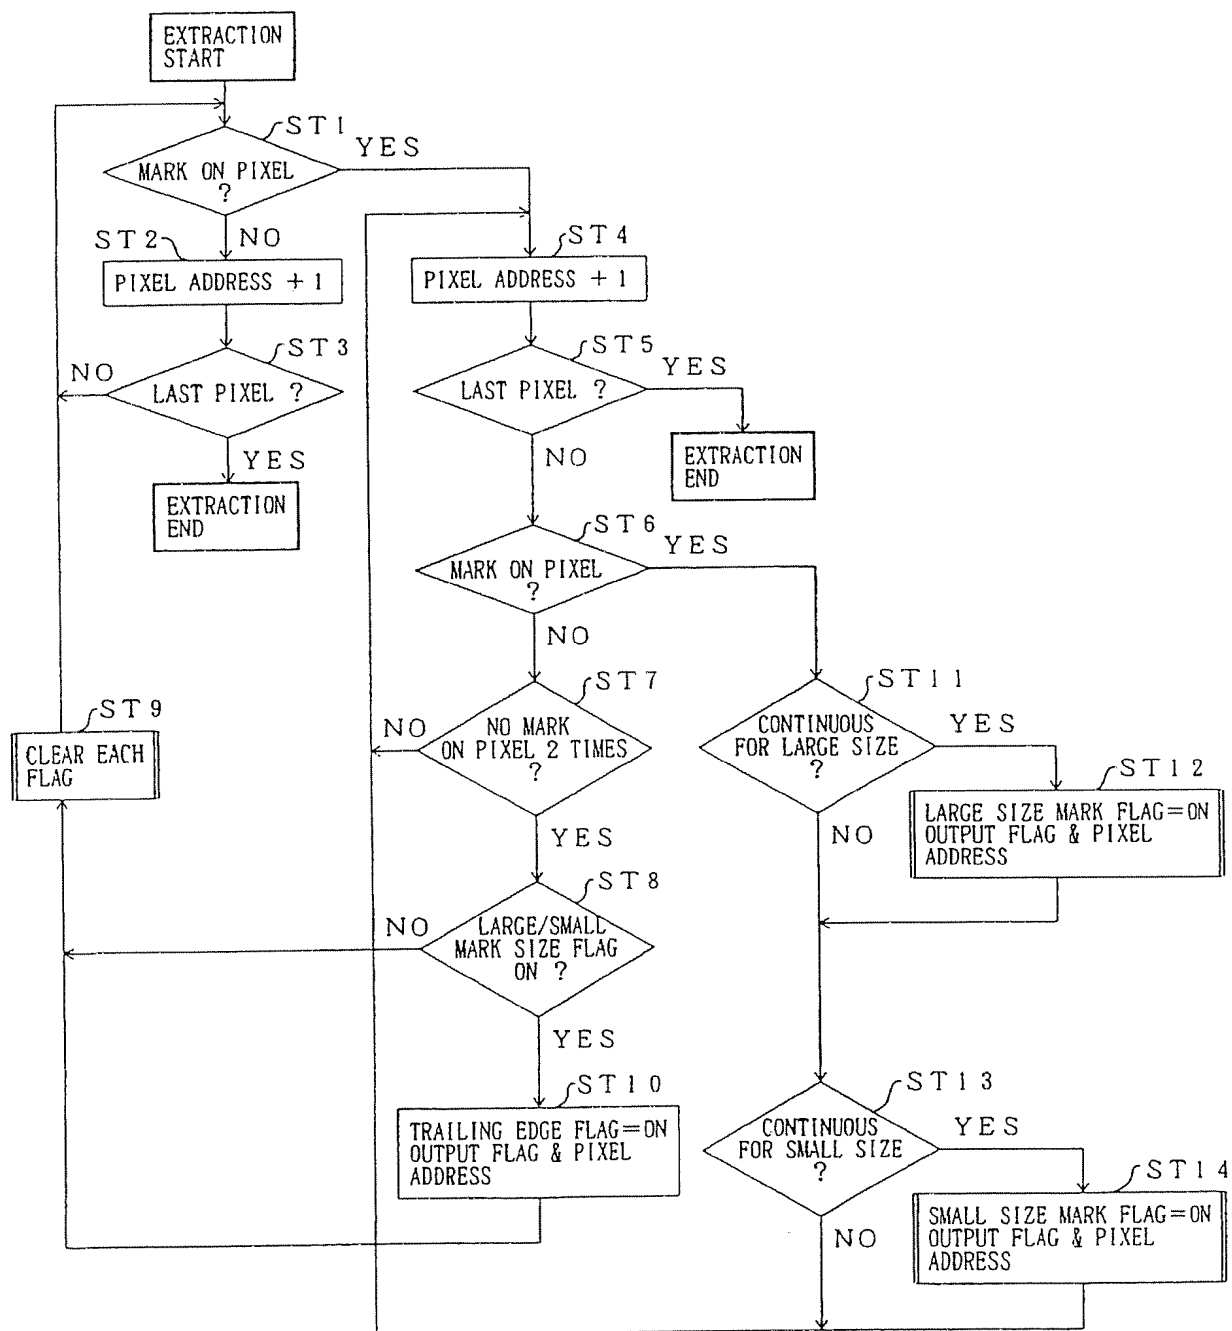 EXTRACTION
START
ST1
YES
MARK ON PIXEL
?
NO
ST2
PIXEL ADDRESS + 1
ST3
NO
LAST PIXEL ?
YES
EXTRACTION
END
ST4
PIXEL ADDRESS + 1
ST5
YES
LAST PIXEL ?
NO
EXTRACTION
END
ST6
YES
MARK ON PIXEL
?
NO
ST7
NO
NO MARK
ON PIXEL 2 TIMES
?
YES
ST8
NO
LARGE/SMALL
MARK SIZE FLAG
ON ?
YES
ST9
CLEAR EACH
FLAG
ST10
TRAILING EDGE FLAG=ON
OUTPUT FLAG & PIXEL
ADDRESS
ST11
CONTINUOUS
FOR LARGE SIZE
?
YES
NO
ST12
LARGE SIZE MARK FLAG=ON
OUTPUT FLAG & PIXEL
ADDRESS
ST13
CONTINUOUS
FOR SMALL SIZE
?
YES
NO
ST14
SMALL SIZE MARK FLAG=ON
OUTPUT FLAG & PIXEL
ADDRESS